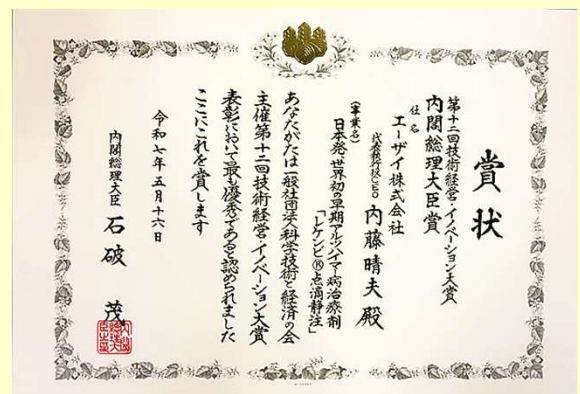 賞状
第十二回技術経営・イノベーション大賞
内閣総理大臣賞
社名
エーザイ株式会社
代表執行役CEO 内藤晴夫殿
(事業名)
日本発、世界初の早期アルツハイマー病治療剤
「レケンビ®点滴静注」
あなたがたは一般社団法人科学技術と経済の会
主催第十二回技術経営・イノベーション大賞
表彰において最も優秀であると認められました
ここにこれを賞します
令和七年五月十六日
内閣総理大臣 石破茂